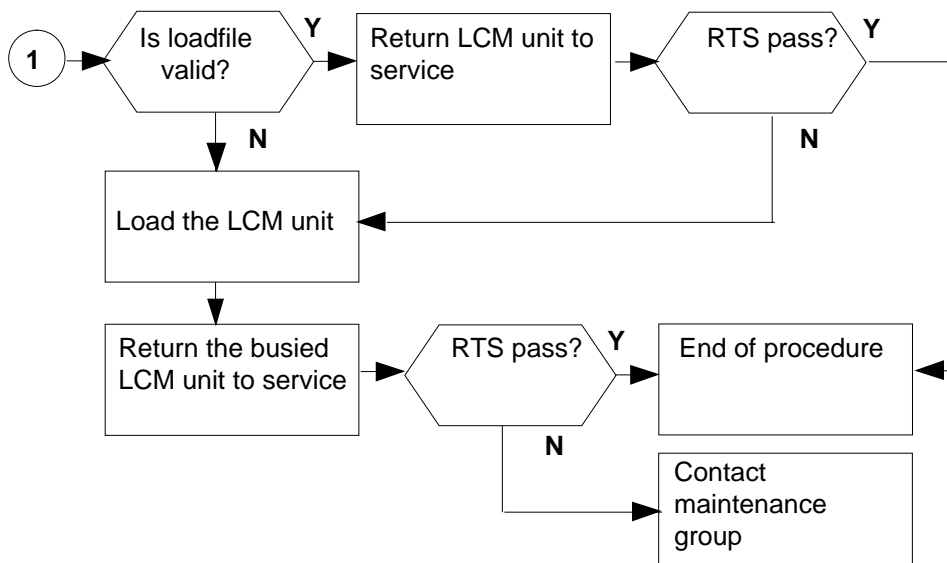 1
Is loadfile
valid?
Y
N
Return LCM unit to
service
RTS pass?
Y
N
Load the LCM unit
Return the busied
LCM unit to service
RTS pass?
Y
N
End of procedure
Contact
maintenance
group